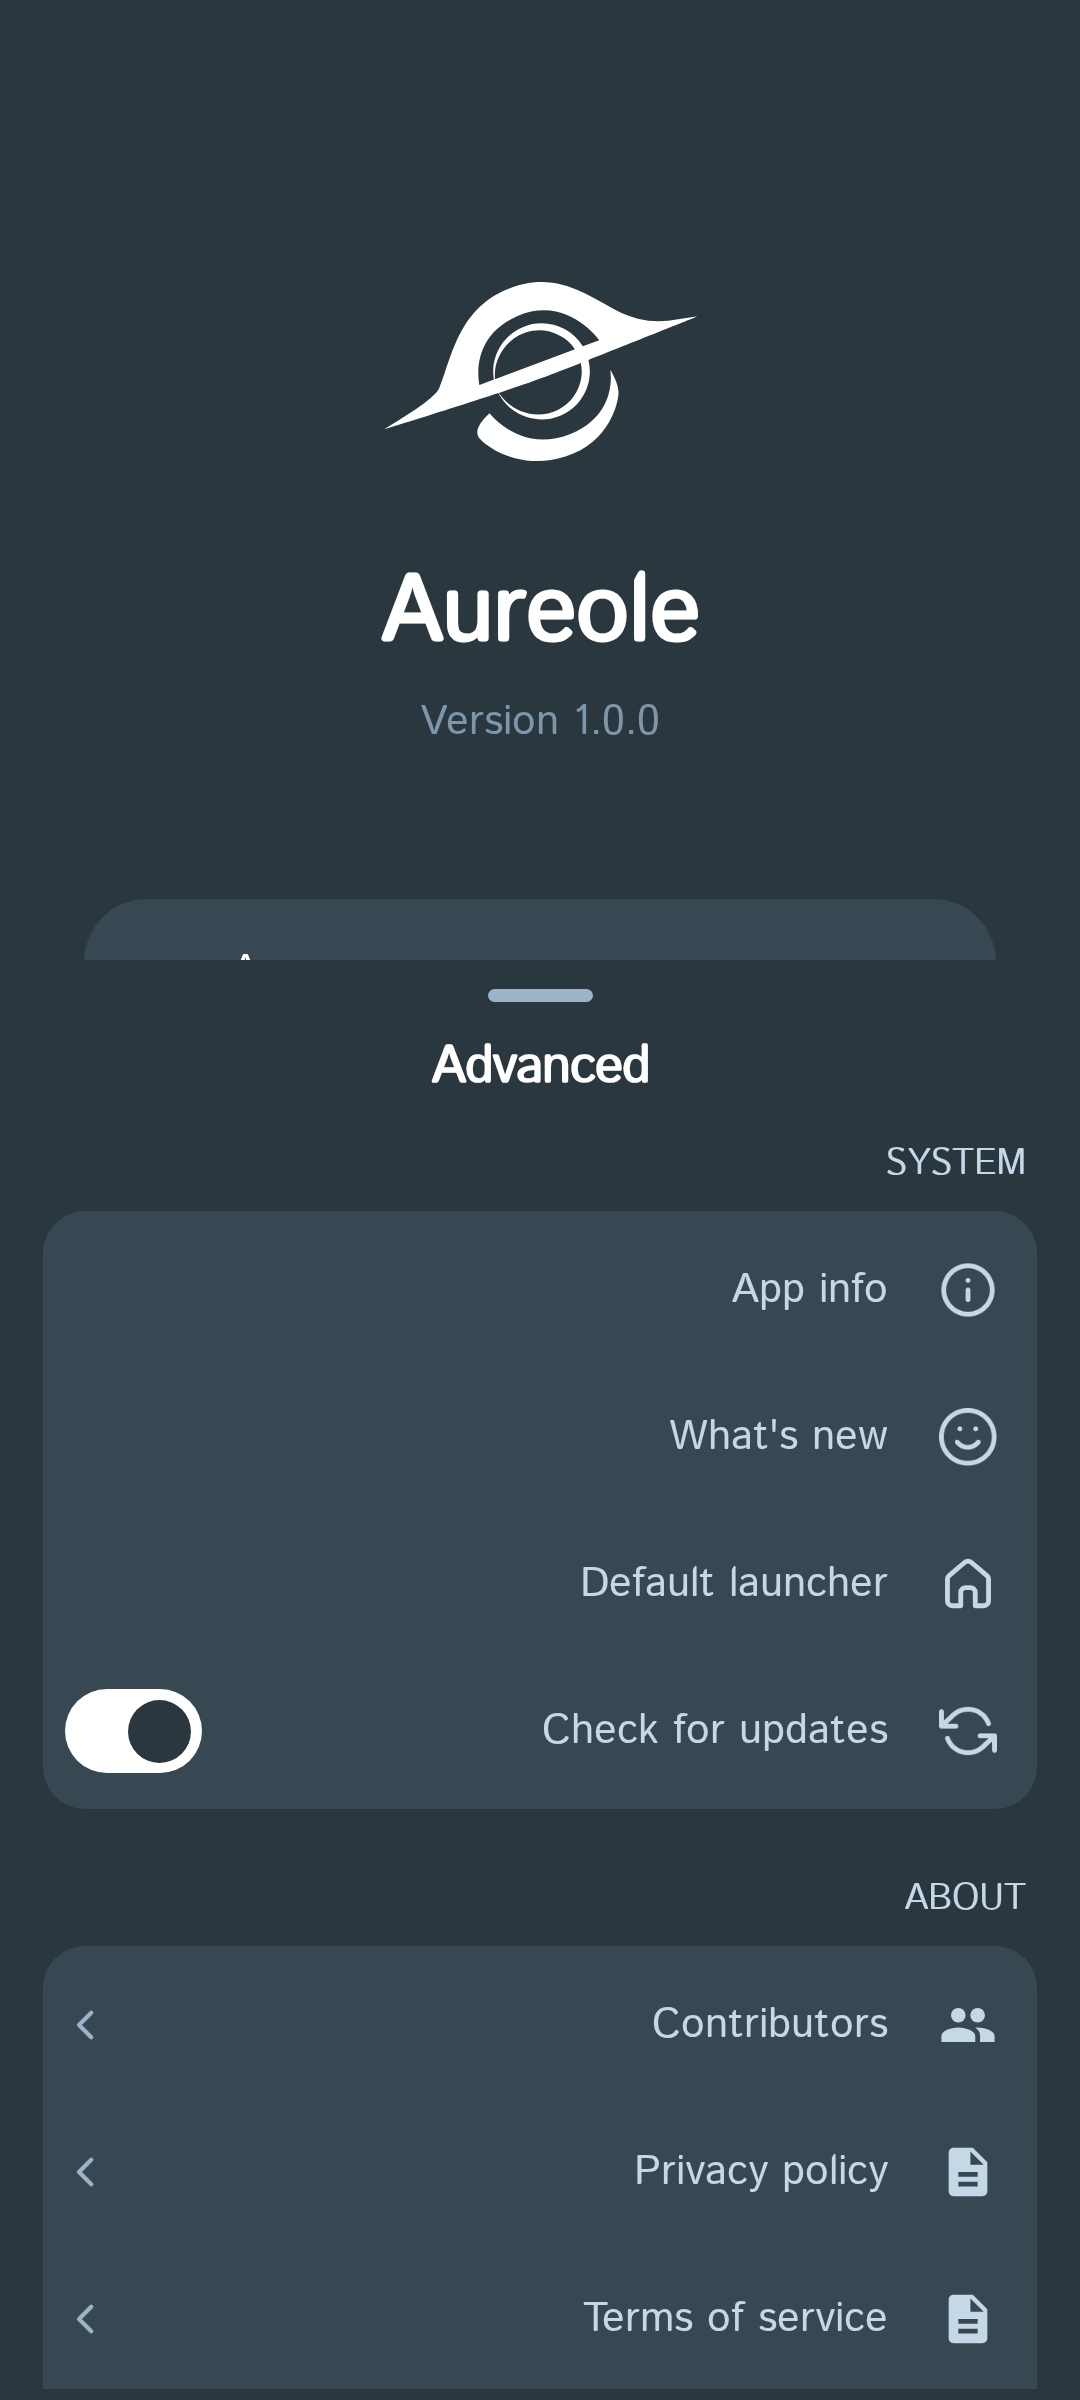 Aureole
Version 1.0.0
Advanced
SYSTEM
App info
What's new
Default launcher
Check for updates
ABOUT
Contributors
Privacy policy
Terms of service